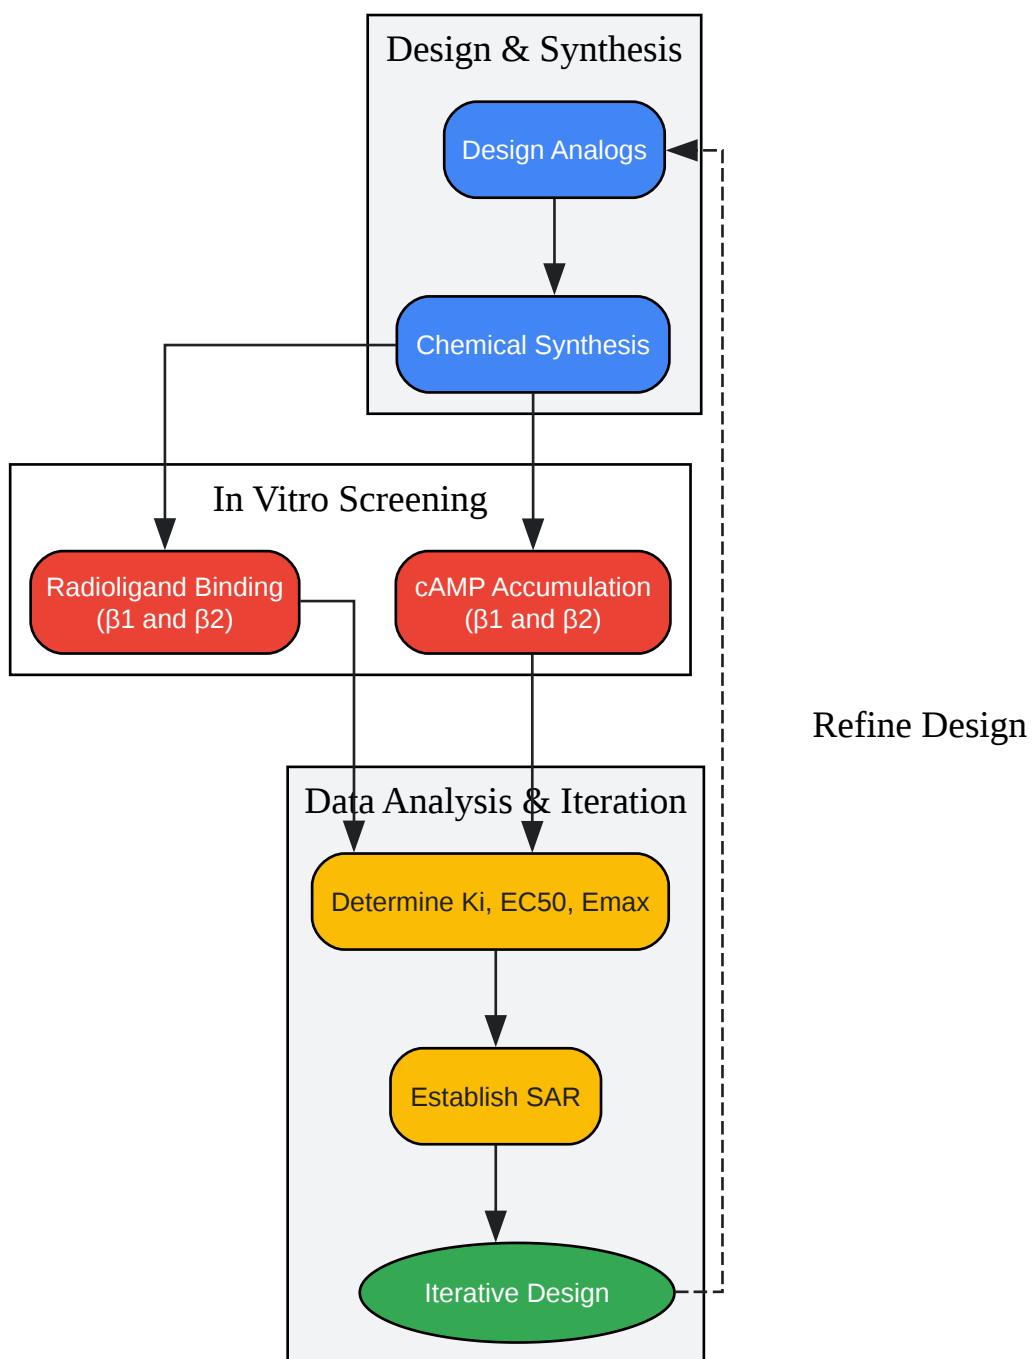 Design & Synthesis
Design Analogs
Chemical Synthesis
In Vitro Screening
Radioligand Binding
(β1 and β2)
cAMP Accumulation
(β1 and β2)
Refine Design
Data Analysis & Iteration
Determine Ki, EC50, Emax
Establish SAR
Iterative Design